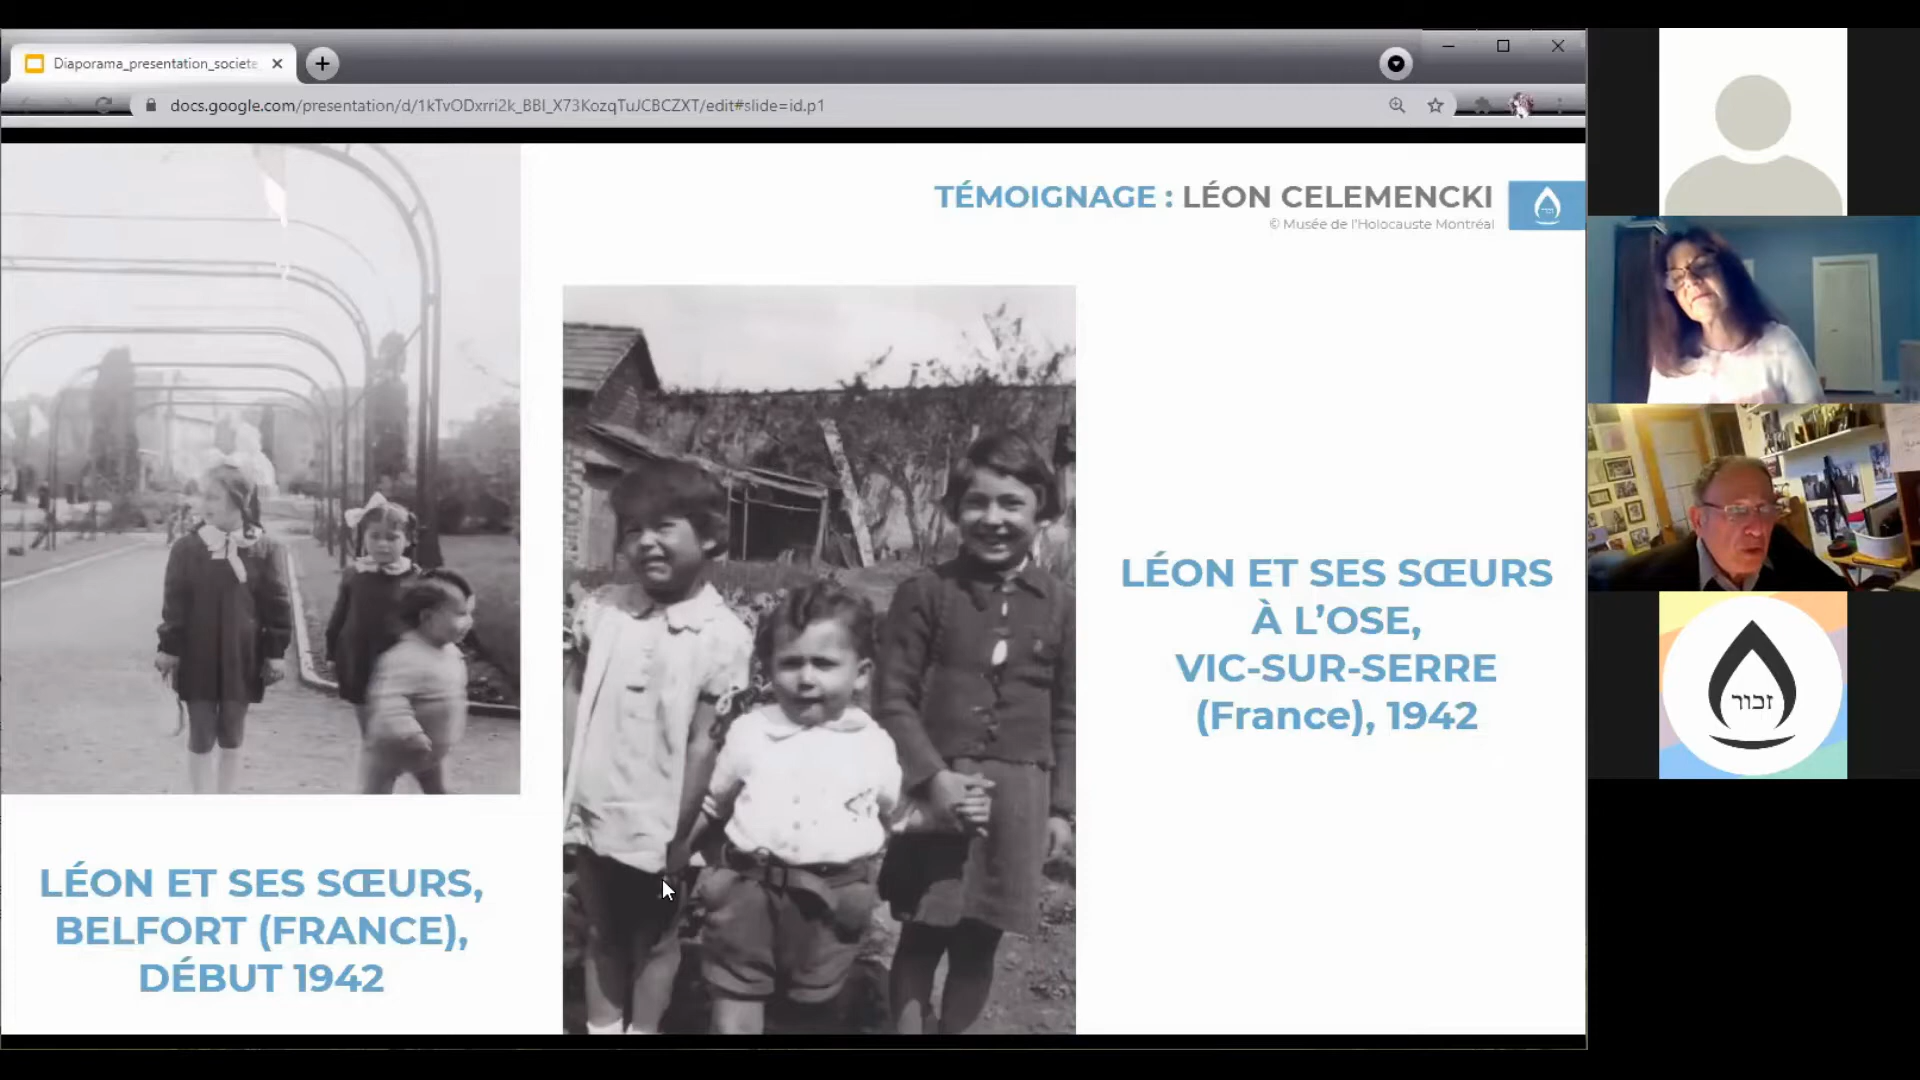 Diaporama_presentation_societe
docs.google.com/presentation/d/1kTvODxrri2k_BBl_X73KozqTuJCBCZXT/edit#slide=id.p1
TÉMOIGNAGE : LÉON CELEMENCKI
© Musée de l'Holocauste Montréal
LÉON ET SES SŒURS
À L'OSE,
VIC-SUR-SERRE
(France), 1942
LÉON ET SES SŒURS,
BELFORT (FRANCE),
DÉBUT 1942
זכור